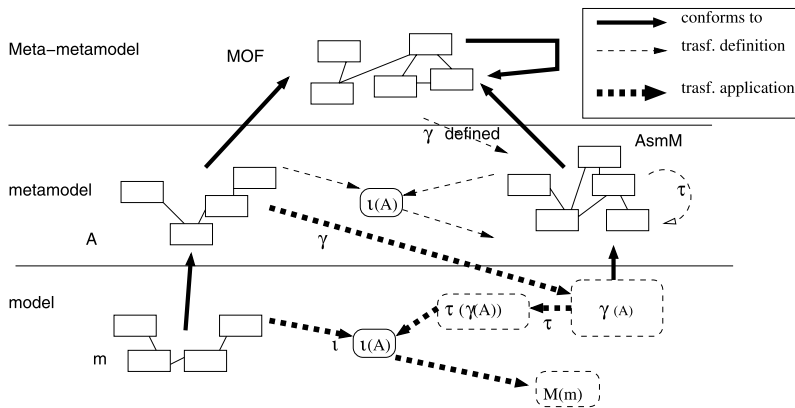 conforms to
Meta-metamodel
MOF
trasf. definition
trasf. application
γ defined
AsmM
metamodel
ι(A)
τ
A
γ
model
τ (γ(A))
γ (A)
τ
ι
ι(A)
m
M(m)